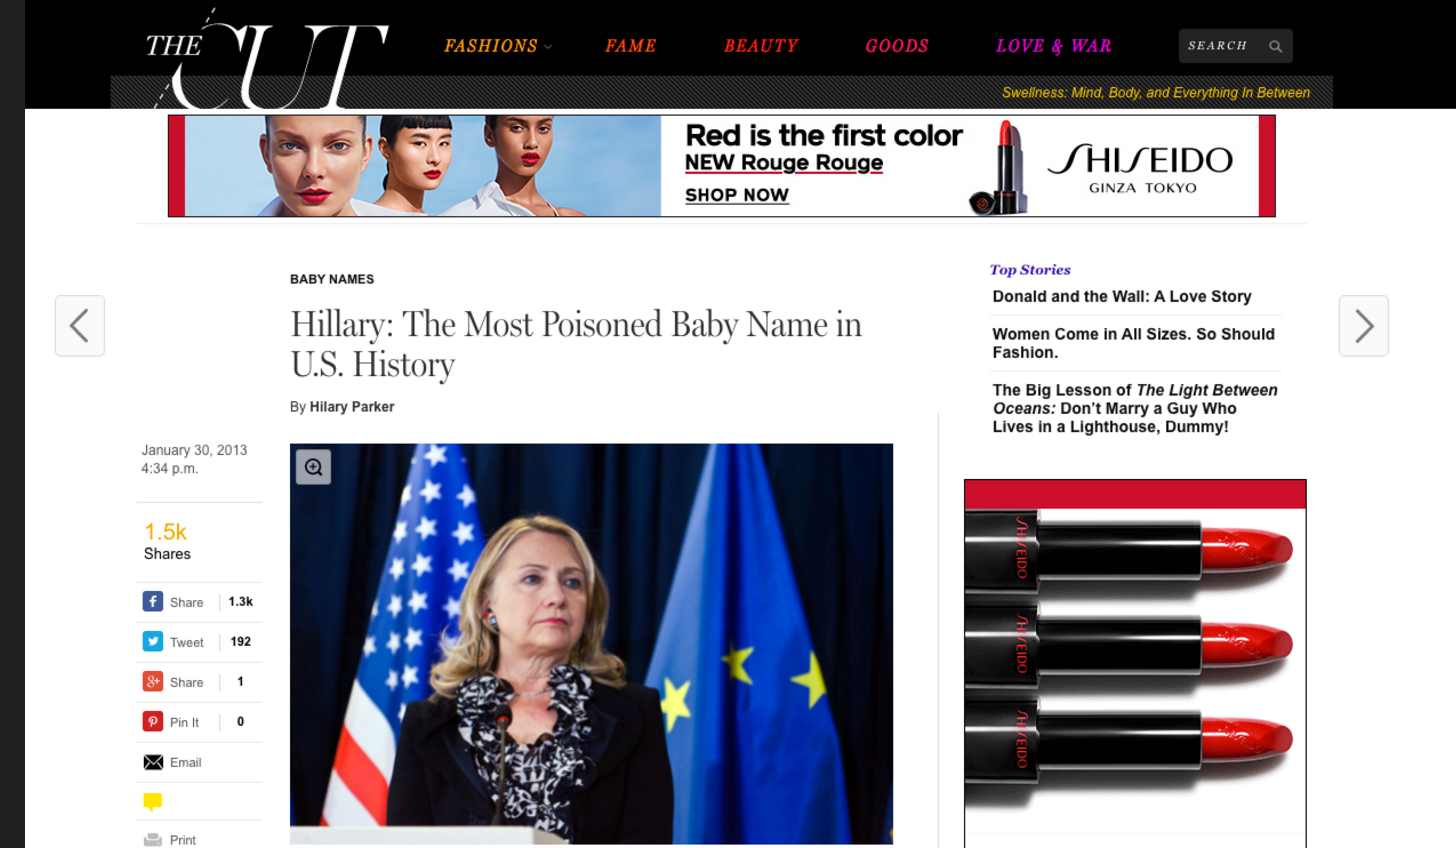 THE CUT
FASHIONS
FAME
BEAUTY
GOODS
LOVE & WAR
SEARCH
Swellness: Mind, Body, and Everything In Between
Red is the first color
NEW Rouge Rouge
SHOP NOW
SHISEIDO
GINZA TOKYO
BABY NAMES
Hillary: The Most Poisoned Baby Name in
U.S. History
By Hilary Parker
January 30, 2013
4:34 p.m.
1.5k
Shares
f Share 1.3k
Tweet 192
g+ Share 1
Pin It 0
Email
Print
Top Stories
Donald and the Wall: A Love Story
Women Come in All Sizes. So Should
Fashion.
The Big Lesson of The Light Between
Oceans: Don’t Marry a Guy Who
Lives in a Lighthouse, Dummy!
SHISEIDO
SHISEIDO
SHISEIDO